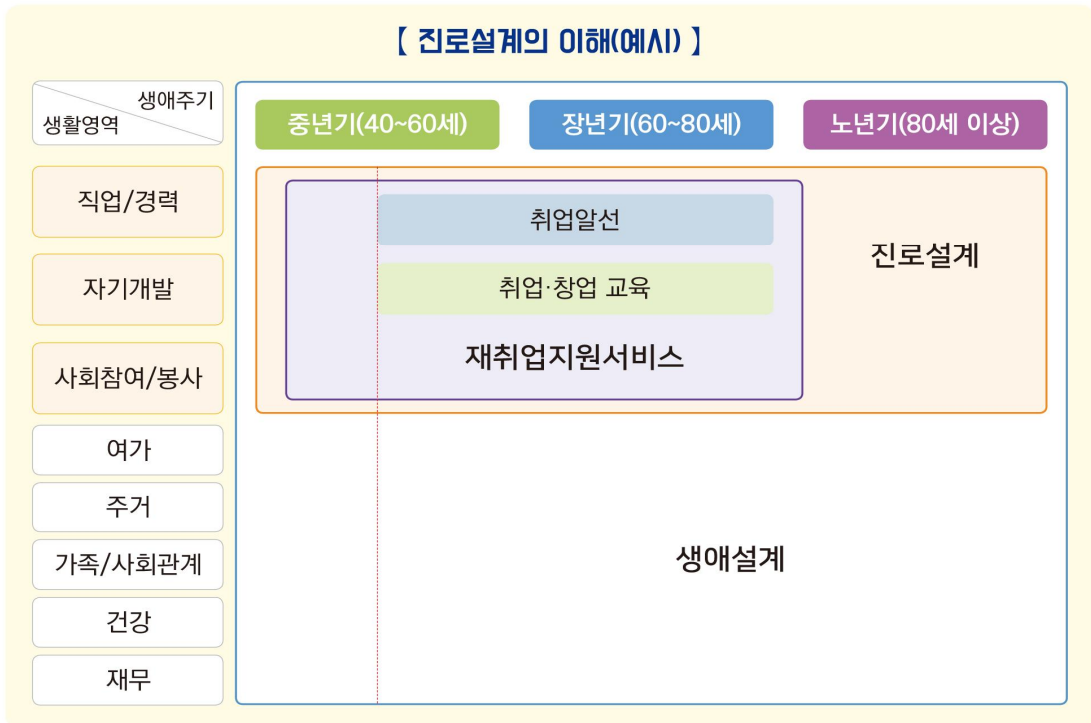 【 진로설계의 이해(예시) 】
생애주기
생활영역
중년기(40~60세)
장년기(60~80세)
노년기(80세 이상)
직업/경력
취업알선
진로설계
자기개발
취업·창업 교육
재취업지원서비스
사회참여/봉사
여가
주거
가족/사회관계
생애설계
건강
재무